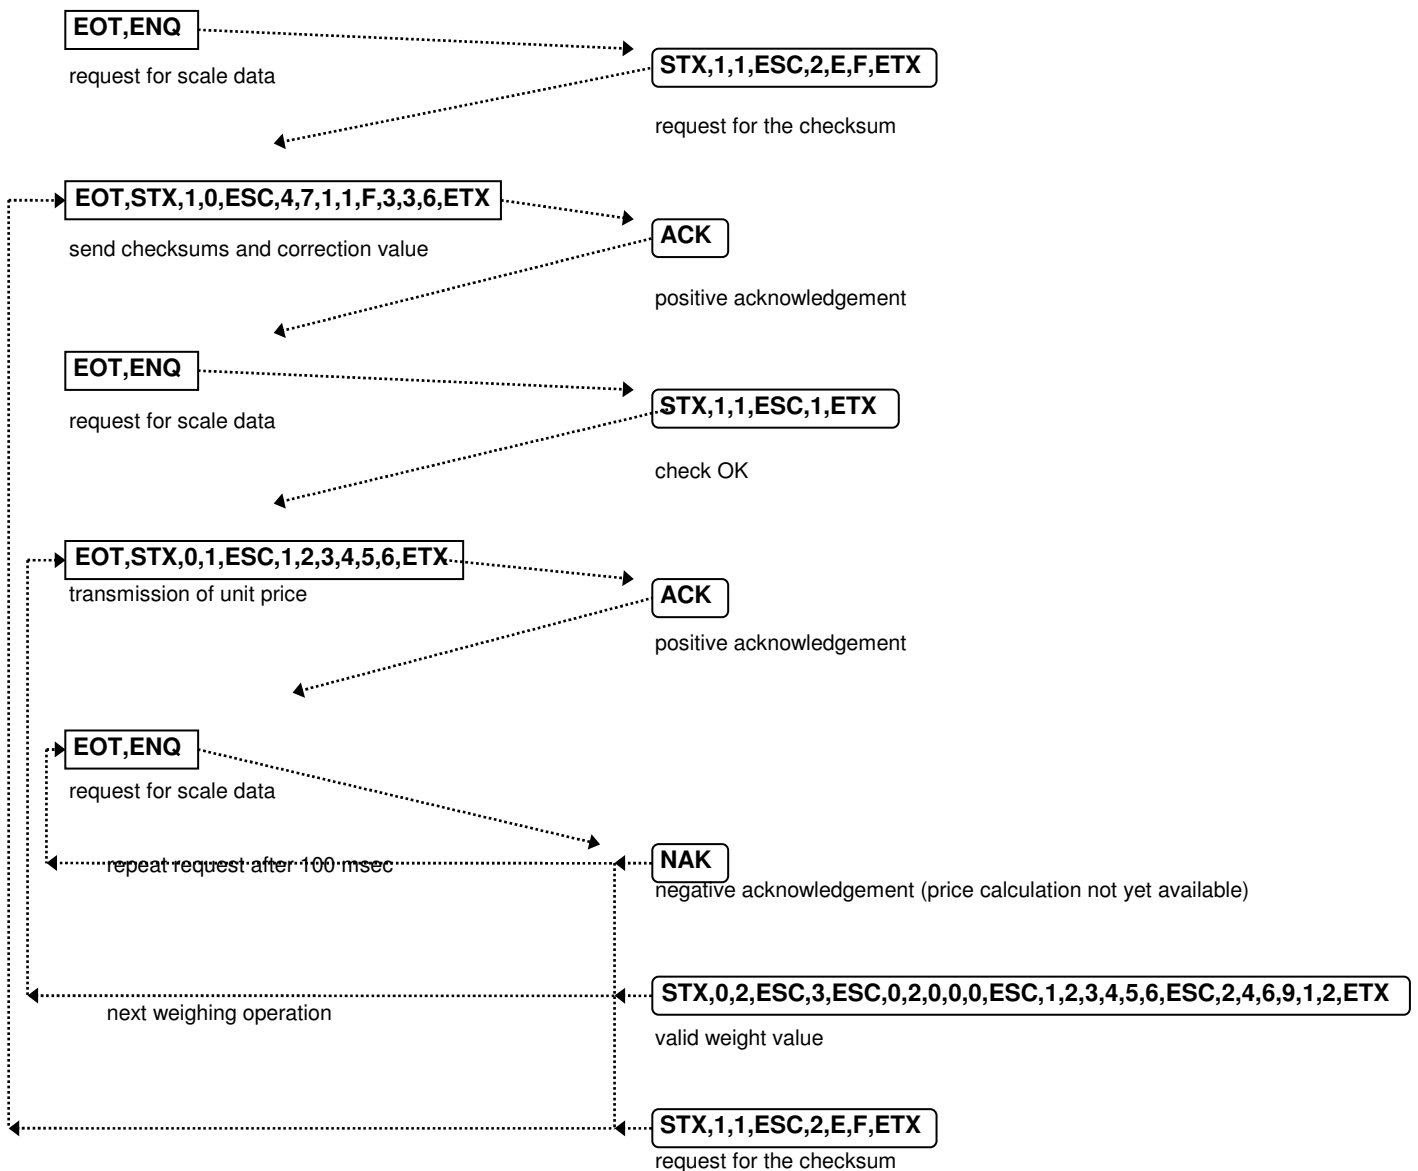 EOT,ENQ
request for scale data
STX,1,1,ESC,2,E,F,ETX
request for the checksum
EOT,STX,1,0,ESC,4,7,1,1,F,3,3,6,ETX
send checksums and correction value
ACK
positive acknowledgement
EOT,ENQ
request for scale data
STX,1,1,ESC,1,ETX
check OK
EOT,STX,0,1,ESC,1,2,3,4,5,6,ETX
transmission of unit price
ACK
positive acknowledgement
EOT,ENQ
request for scale data
repeat request after 100 msec
NAK
negative acknowledgement (price calculation not yet available)
STX,0,2,ESC,3,ESC,0,2,0,0,0,ESC,1,2,3,4,5,6,ESC,2,4,6,9,1,2,ETX
next weighing operation
valid weight value
STX,1,1,ESC,2,E,F,ETX
request for the checksum